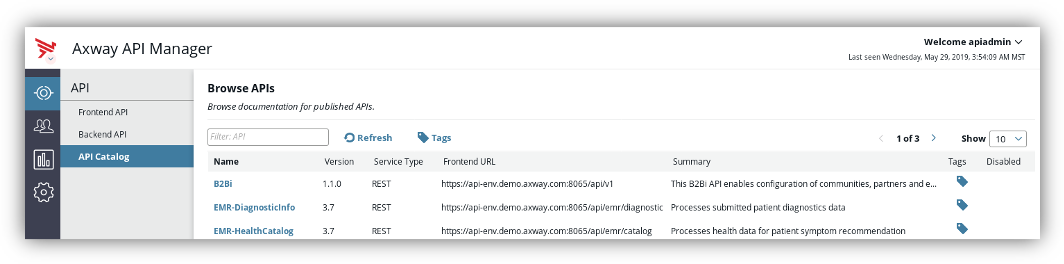 Axway API Manager
Welcome apiadmin
Last seen Wednesday, May 29, 2019, 3:54:09 AM MST
API
Frontend API
Backend API
API Catalog
Browse APIs
Browse documentation for published APIs.
Filter: API
Refresh
Tags
1 of 3
Show 10
Name Version Service Type Frontend URL Summary Tags Disabled
B2Bi 1.1.0 REST https://api-env.demo.axway.com:8065/api/v1 This B2Bi API enables configuration of communities, partners and e...
EMR-DiagnosticInfo 3.7 REST https://api-env.demo.axway.com:8065/api/emr/diagnostic Processes submitted patient diagnostics data
EMR-HealthCatalog 3.7 REST https://api-env.demo.axway.com:8065/api/emr/catalog Processes health data for patient symptom recommendation